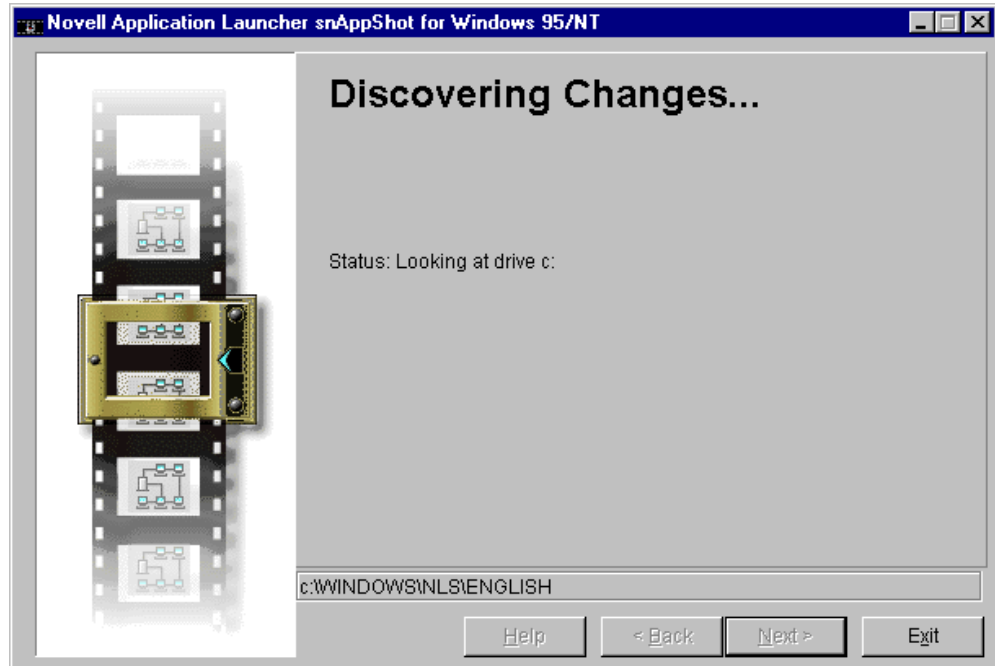 Novell Application Launcher snAppShot for Windows 95/NT
Discovering Changes...
Status: Looking at drive c:
c:\WINDOWS\NLS\ENGLISH
Help < Back Next > Exit